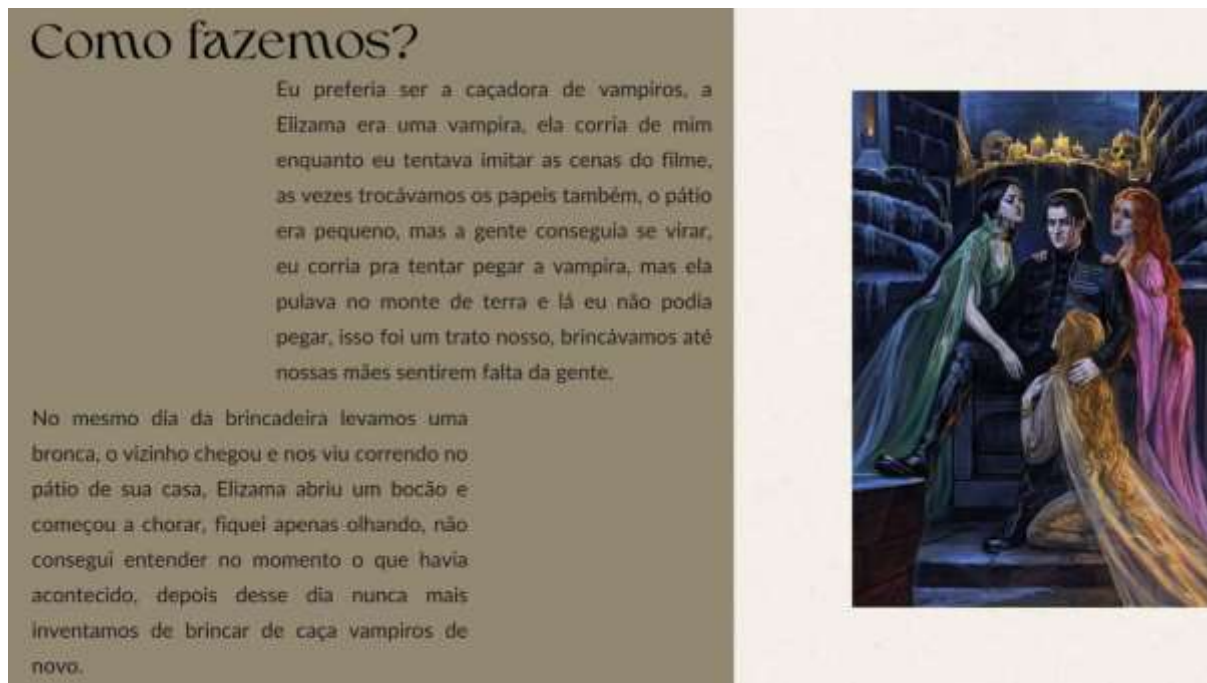 Como fazemos?
Eu preferia ser a caçadora de vampiros, a
Elizama era uma vampira, ela corria de mim
enquanto eu tentava imitar as cenas do filme,
as vezes trocávamos os papeis também, o pátio
era pequeno, mas a gente conseguia se virar,
eu corria pra tentar pegar a vampira, mas ela
pulava no monte de terra e lá eu não podia
pegar, isso foi um trato nosso, brincávamos até
nossas mães sentirem falta da gente.
No mesmo dia da brincadeira levamos uma
bronca, o vizinho chegou e nos viu correndo no
pátio de sua casa, Elizama abriu um bocão e
começou a chorar, fiquei apenas olhando, não
consegui entender no momento o que havia
acontecido, depois desse dia nunca mais
inventamos de brincar de caça vampiros de
novo.